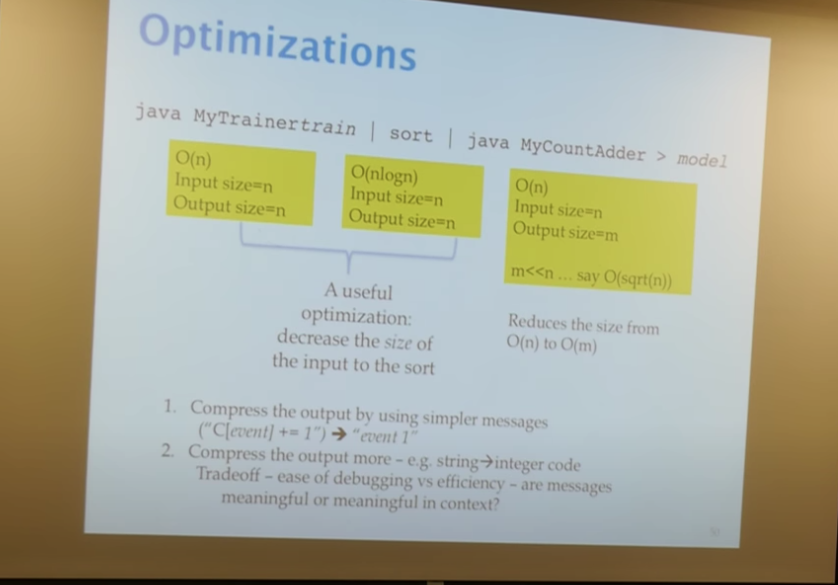 Optimizations
java MyTrainertrain | sort | java MyCountAdder > model
O(n)
Input size=n
Output size=n
O(nlogn)
Input size=n
Output size=n
O(n)
Input size=n
Output size=m
m<<n … say O(sqrt(n))
A useful
optimization:
decrease the size of
the input to the sort
Reduces the size from
O(n) to O(m)
1. Compress the output by using simpler messages
("C[event] += 1") ➔ "event 1"
2. Compress the output more – e.g. string➔integer code
Tradeoff – ease of debugging vs efficiency – are messages
meaningful or meaningful in context?